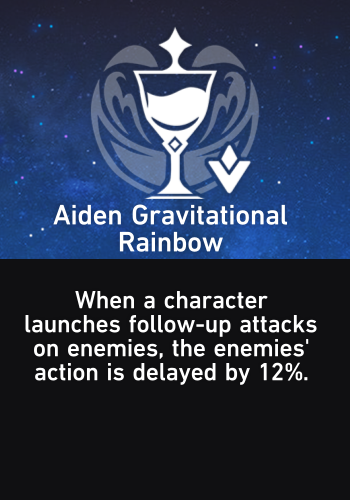 Aiden Gravitational
Rainbow
When a character
launches follow-up attacks
on enemies, the enemies'
action is delayed by 12%.